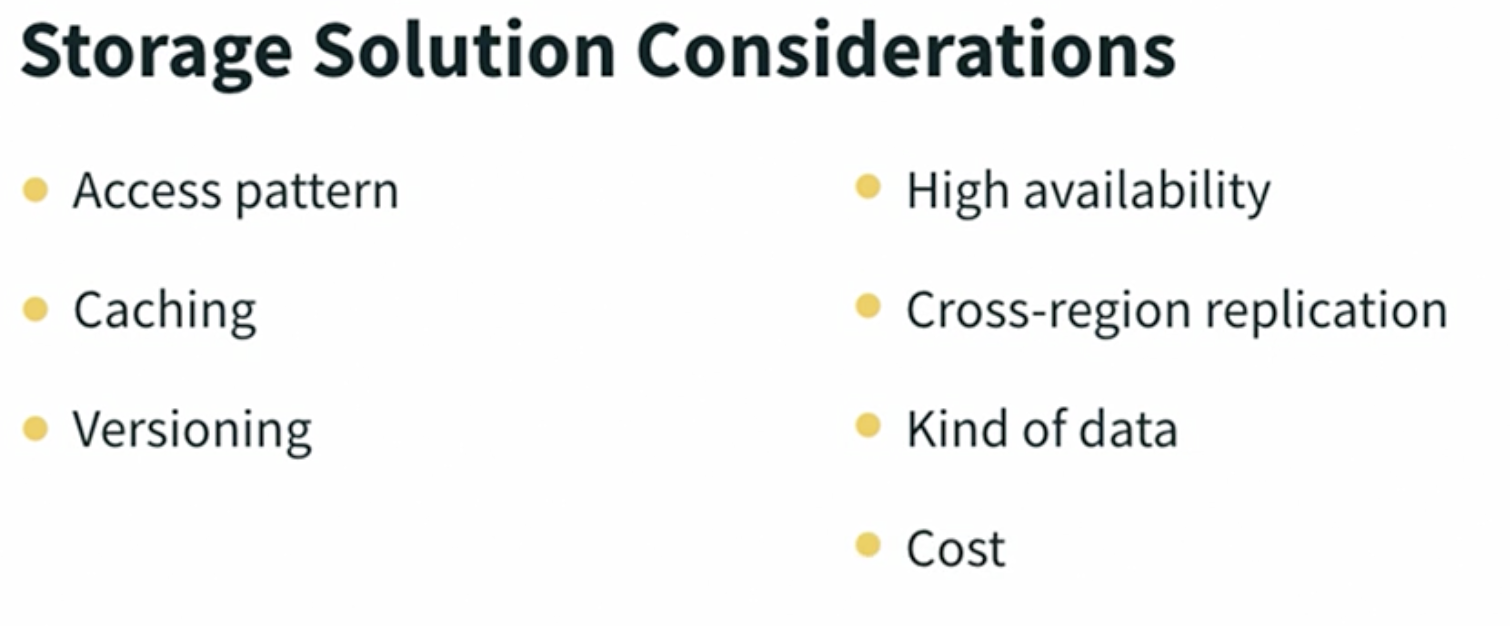 Storage Solution Considerations
Access pattern
Caching
Versioning
High availability
Cross-region replication
Kind of data
Cost